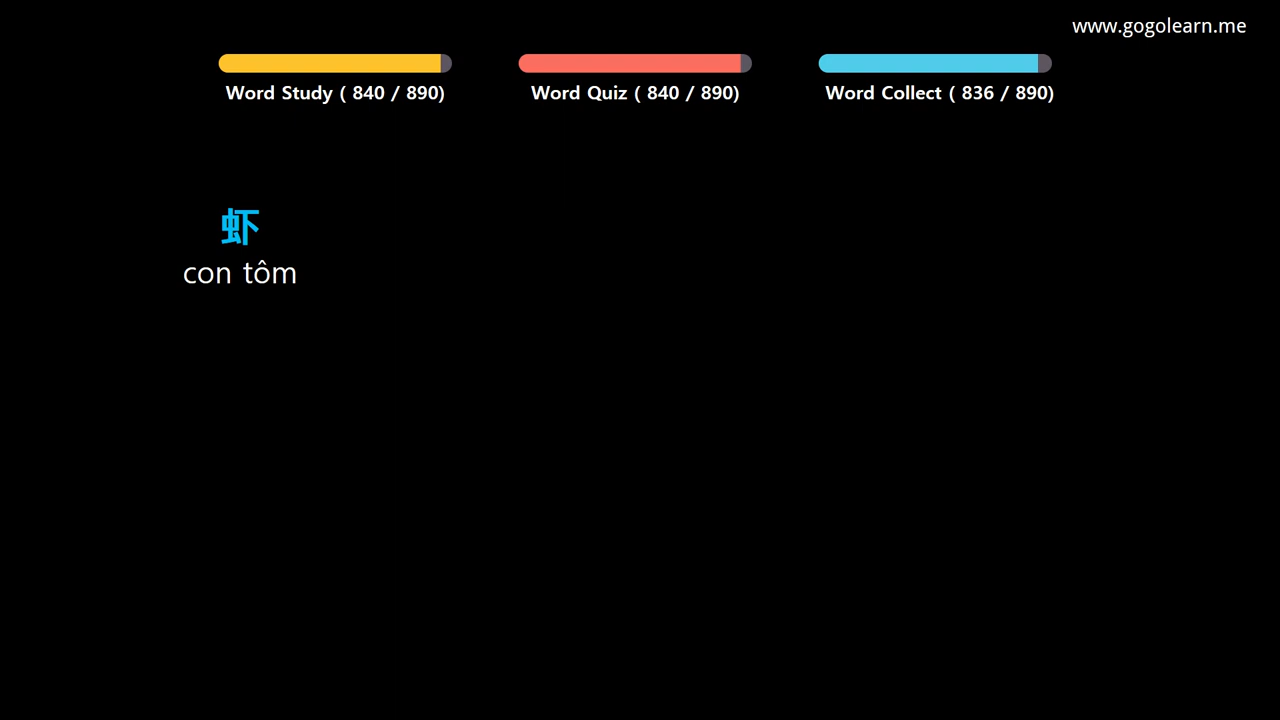 www.gogolearn.me
Word Study ( 840 / 890)
Word Quiz ( 840 / 890)
Word Collect ( 836 / 890)
虾
con tôm